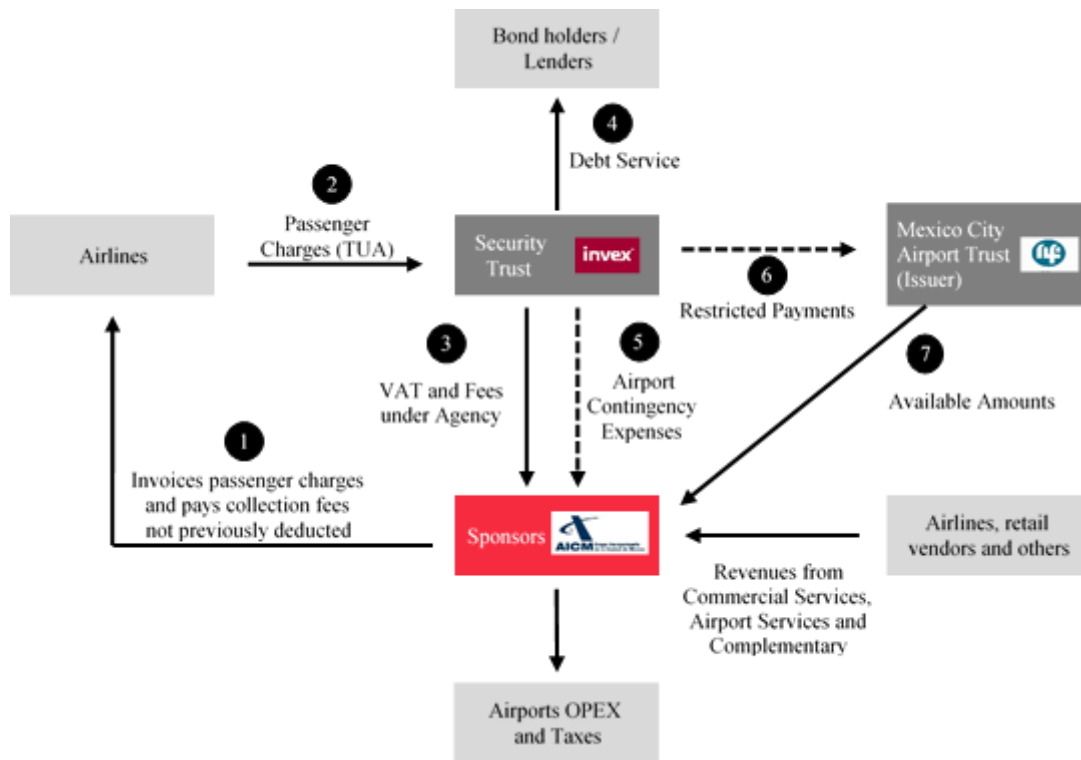 Bond holders /
Lenders
4
Debt Service
2
Passenger
Charges (TUA)
Airlines
Security
Trust
invex
6
Restricted Payments
Mexico City
Airport Trust
(Issuer)
nf
3
VAT and Fees
under Agency
5
Airport
Contingency
Expenses
7
Available Amounts
1
Invoices passenger charges
and pays collection fees
not previously deducted
Sponsors
AICM
Airlines, retail
vendors and others
Revenues from
Commercial Services,
Airport Services and
Complementary
Airports OPEX
and Taxes